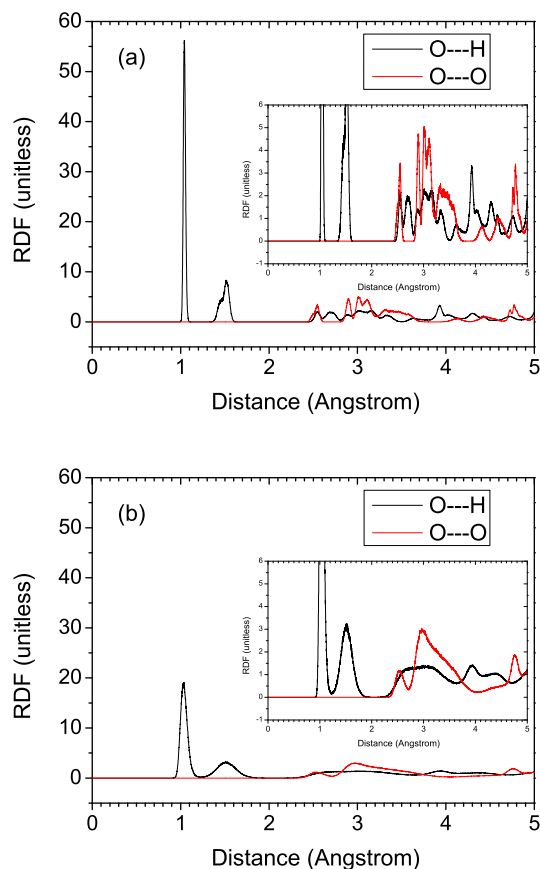 60
(a)
O---H
O---O
50
40
30
20
10
0
RDF (unitless)
6
5
4
3
2
1
0
-1
RDF (unitless)
0 1 2 3 4 5
Distance (Angstrom)
0 1 2 3 4 5
Distance (Angstrom)
60
(b)
O---H
O---O
50
40
30
20
10
0
RDF (unitless)
6
5
4
3
2
1
0
-1
RDF (unitless)
0 1 2 3 4 5
Distance (Angstrom)
0 1 2 3 4 5
Distance (Angstrom)